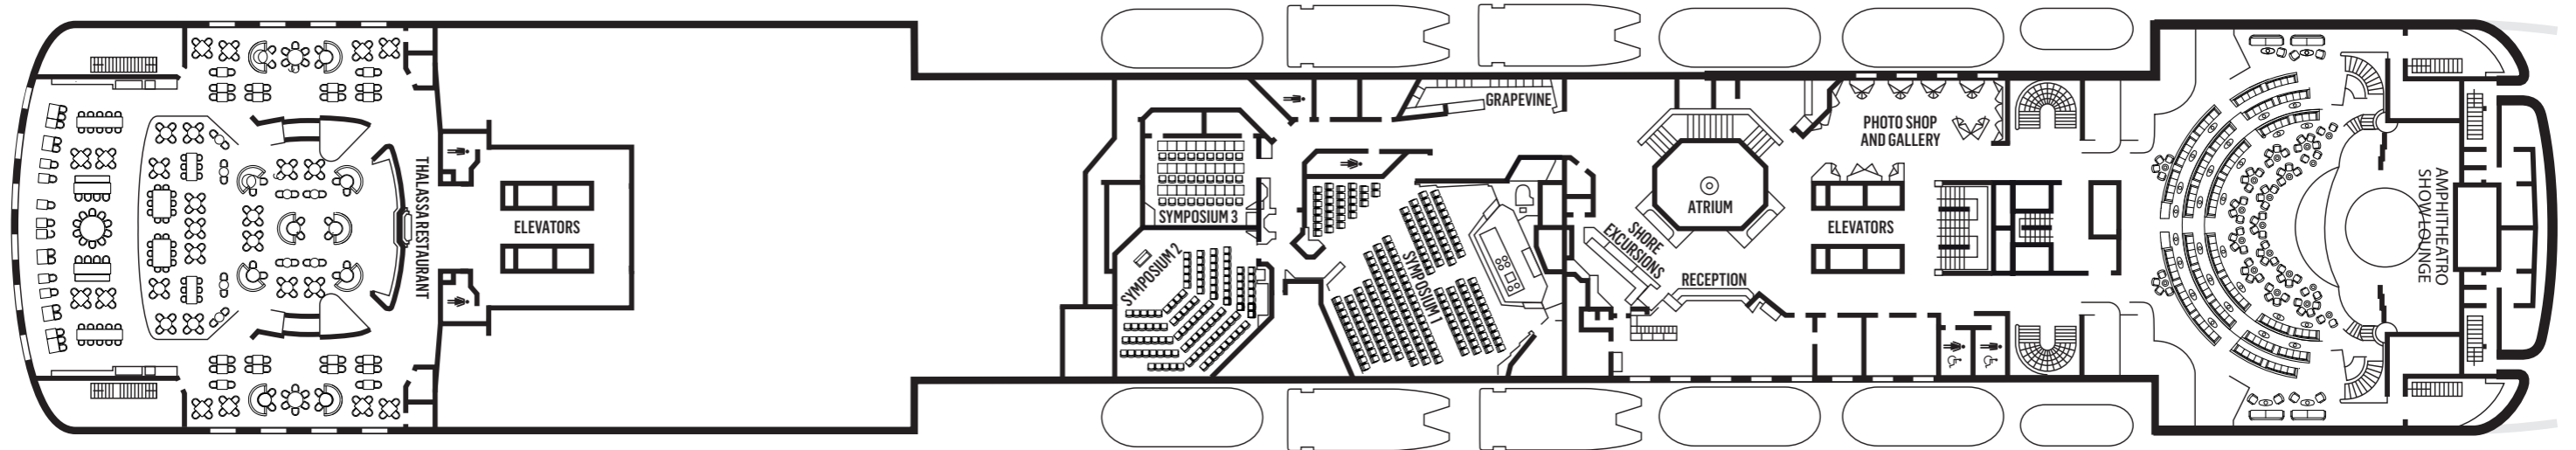 THALASSA RESTAURANT
ELEVATORS
SYMPOSIUM 3
SYMPOSIUM 2
SYMPOSIUM 1
GRAPEVINE
SHORE
EXCURSIONS
ATRIUM
RECEPTION
PHOTO SHOP
AND GALLERY
ELEVATORS
AMPHITHEATRO
SHOW LOUNGE